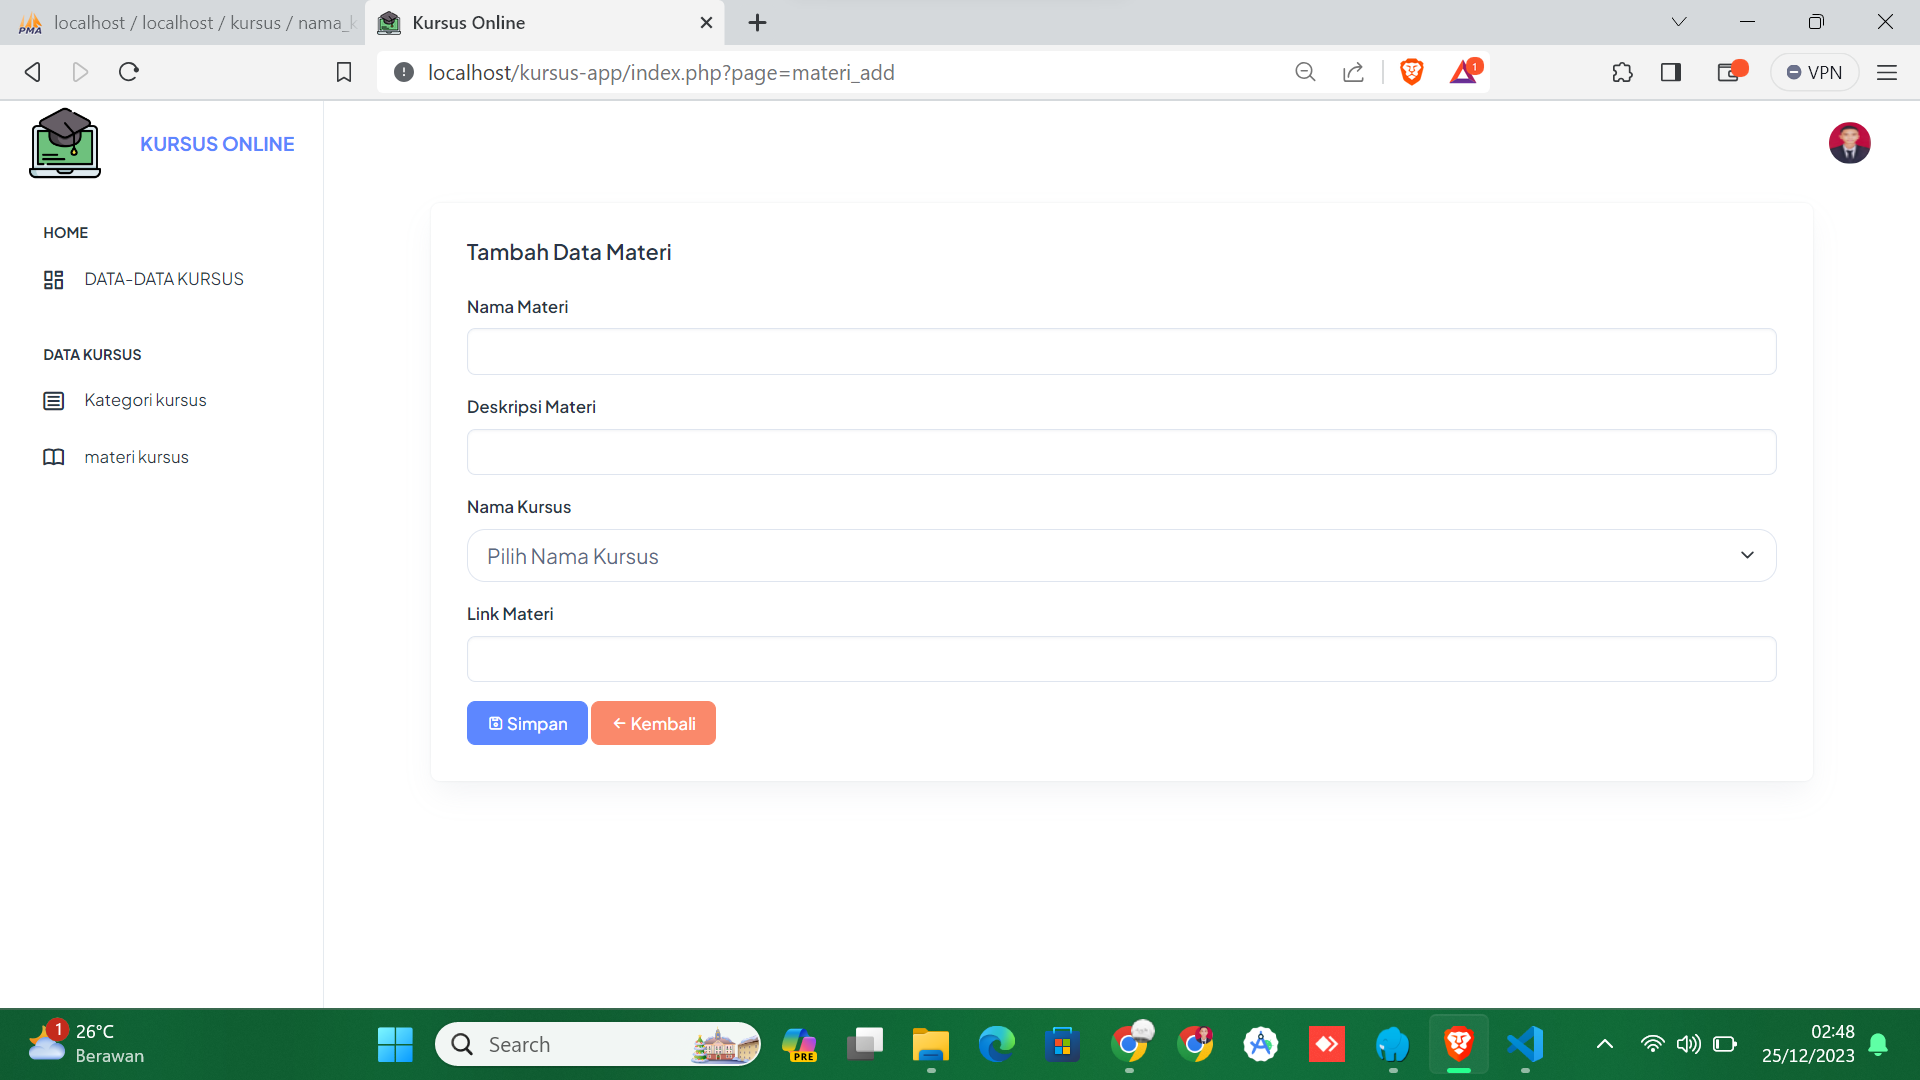 PMA localhost / localhost / kursus / nama_k
Kursus Online
localhost/kursus-app/index.php?page=materi_add
1
VPN
KURSUS ONLINE
HOME
DATA-DATA KURSUS
DATA KURSUS
Kategori kursus
materi kursus
Tambah Data Materi
Nama Materi
Deskripsi Materi
Nama Kursus
Pilih Nama Kursus
Link Materi
Simpan
Kembali
1
26°C
Berawan
Search
PRE
02:48
25/12/2023